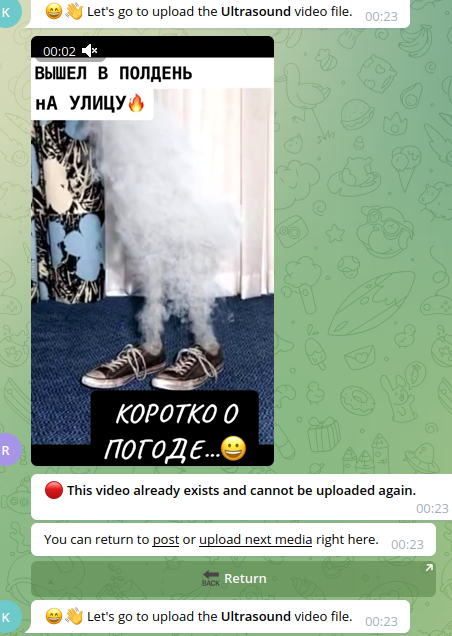 K
😄👋 Let's go to upload the Ultrasound video file. 00:23
00:02
ВЫШЕЛ В ПОЛДЕНЬ
нА УЛИЦУ🔥
КОРОТКО О
ПОГОДЕ...😀
R
🔴 This video already exists and cannot be uploaded again.
00:23
You can return to post or upload next media right here. 00:23
BACK Return
K
😄👋 Let's go to upload the Ultrasound video file. 00:23